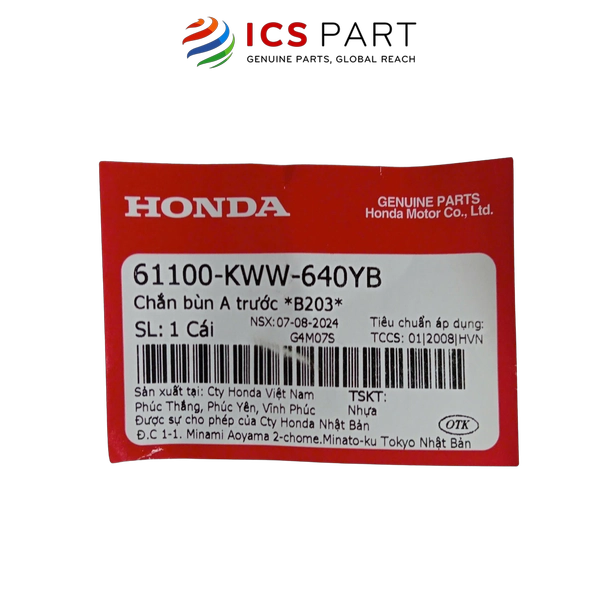 ICS PART
GENUINE PARTS, GLOBAL REACH
HONDA
GENUINE PARTS
Honda Motor Co., Ltd.
61100-KWW-640YB
Chắn bùn A trước *B203*
SL: 1 Cái
NSX:07-08-2024
G4M07S
Tiêu chuẩn áp dụng:
TCCS: 01|2008|HVN
Sản xuất tại: Cty Honda Việt Nam
Phúc Thắng, Phúc Yên, Vĩnh Phúc
Được sự cho phép của Cty Honda Nhật Bản
Đ.C 1-1. Minami Aoyama 2-chome.Minato-ku Tokyo Nhật Bản
TSKT:
Nhựa
OTK